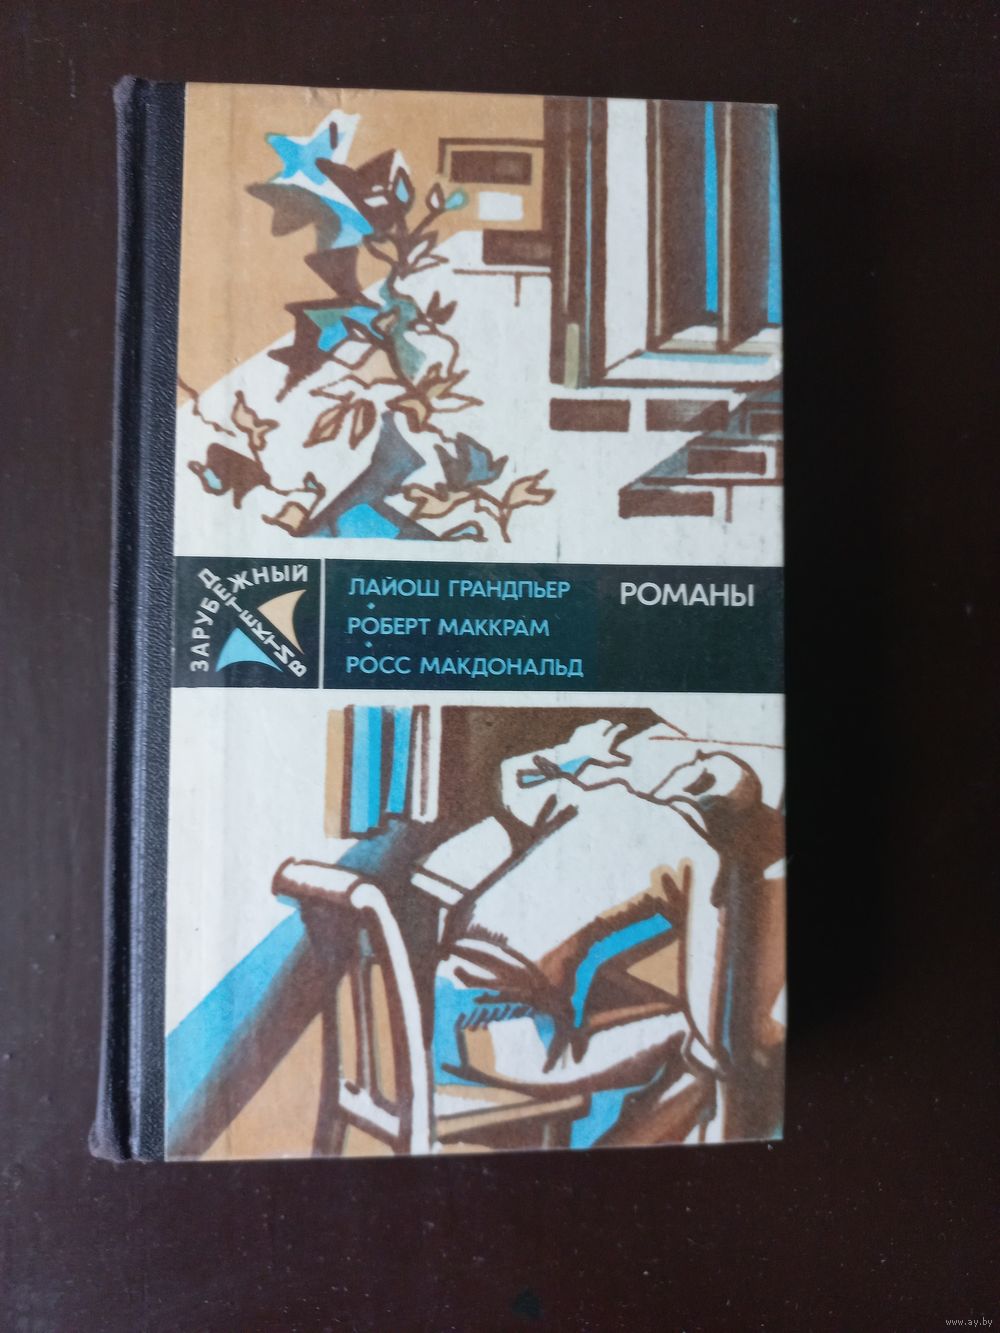 ЗАРУБЕЖНЫЙ
ДЕТЕКТИВ
ЛАЙОШ ГРАНДПЬЕР
РОБЕРТ МАККРАМ
РОСС МАКДОНАЛЬД
РОМАНЫ
www.ay.by